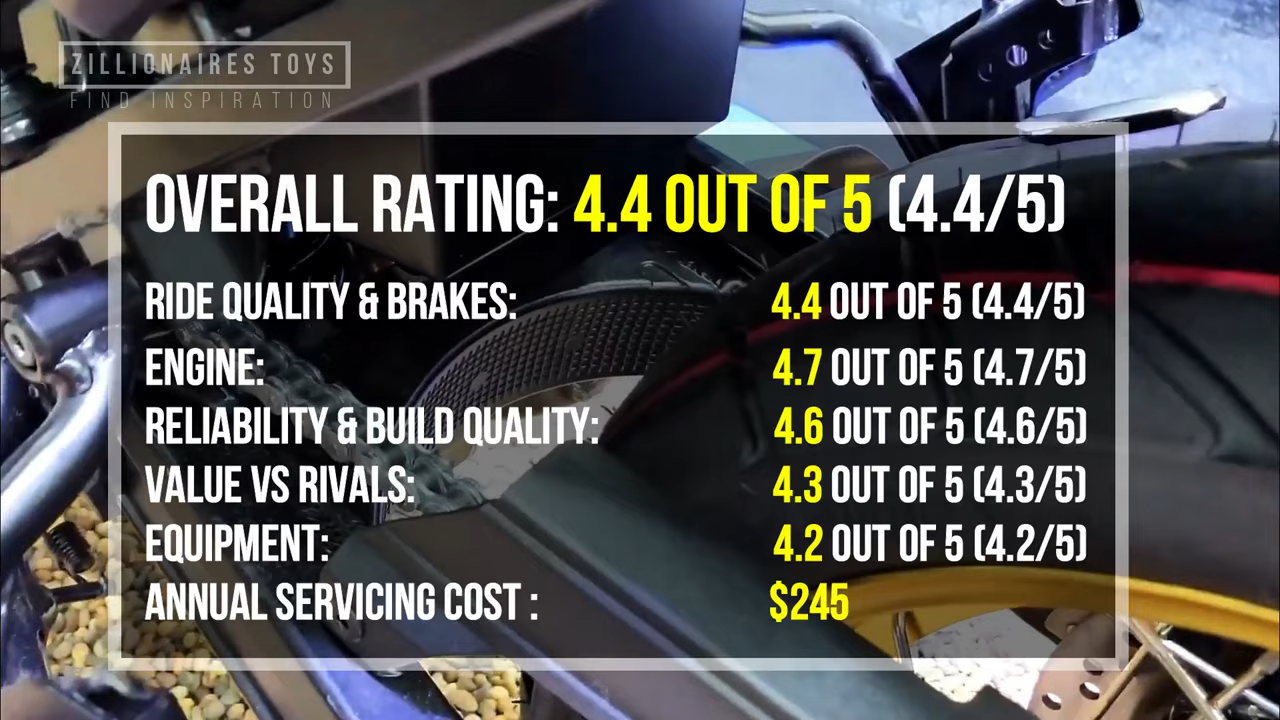 ZILLIONAIRES TOYS
FIND INSPIRATION
OVERALL RATING: 4.4 OUT OF 5 (4.4/5)
RIDE QUALITY & BRAKES: 4.4 OUT OF 5 (4.4/5)
ENGINE: 4.7 OUT OF 5 (4.7/5)
RELIABILITY & BUILD QUALITY: 4.6 OUT OF 5 (4.6/5)
VALUE VS RIVALS: 4.3 OUT OF 5 (4.3/5)
EQUIPMENT: 4.2 OUT OF 5 (4.2/5)
ANNUAL SERVICING COST : $245